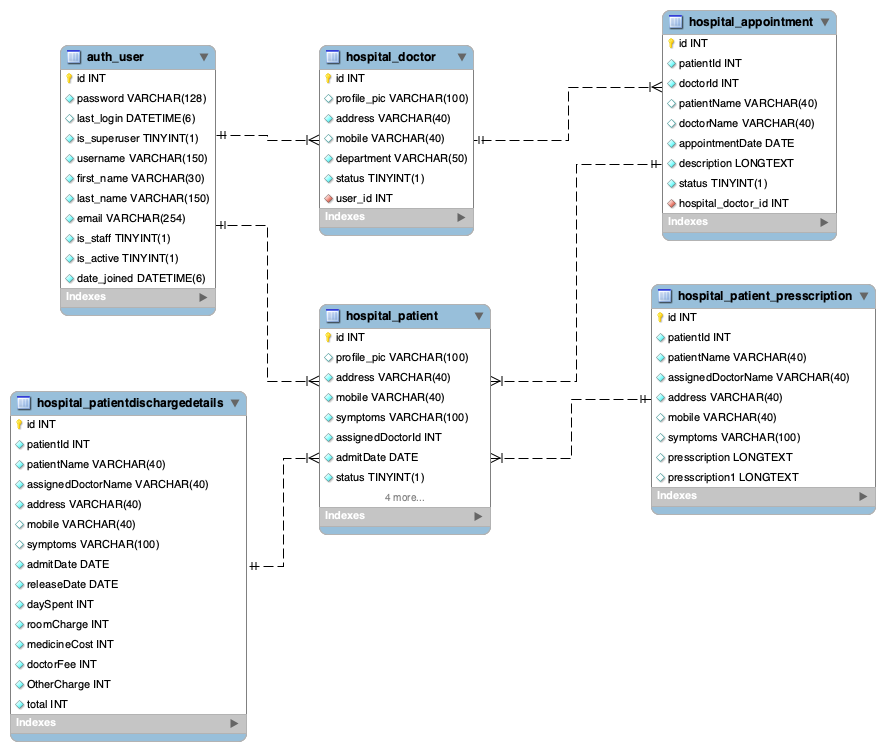 auth_user
id INT
password VARCHAR(128)
last_login DATETIME(6)
is_superuser TINYINT(1)
username VARCHAR(150)
first_name VARCHAR(30)
last_name VARCHAR(150)
email VARCHAR(254)
is_staff TINYINT(1)
is_active TINYINT(1)
date_joined DATETIME(6)
Indexes
hospital_doctor
id INT
profile_pic VARCHAR(100)
address VARCHAR(40)
mobile VARCHAR(40)
department VARCHAR(50)
status TINYINT(1)
user_id INT
Indexes
hospital_appointment
id INT
patientId INT
doctorId INT
patientName VARCHAR(40)
doctorName VARCHAR(40)
appointmentDate DATE
description LONGTEXT
status TINYINT(1)
hospital_doctor_id INT
Indexes
hospital_patient
id INT
profile_pic VARCHAR(100)
address VARCHAR(40)
mobile VARCHAR(40)
symptoms VARCHAR(100)
assignedDoctorId INT
admitDate DATE
status TINYINT(1)
4 more...
Indexes
hospital_patient_presscription
id INT
patientId INT
patientName VARCHAR(40)
assignedDoctorName VARCHAR(40)
address VARCHAR(40)
mobile VARCHAR(40)
symptoms VARCHAR(100)
presscription LONGTEXT
presscription1 LONGTEXT
Indexes
hospital_patientdischargedetails
id INT
patientId INT
patientName VARCHAR(40)
assignedDoctorName VARCHAR(40)
address VARCHAR(40)
mobile VARCHAR(40)
symptoms VARCHAR(100)
admitDate DATE
releaseDate DATE
daySpent INT
roomCharge INT
medicineCost INT
doctorFee INT
OtherCharge INT
total INT
Indexes